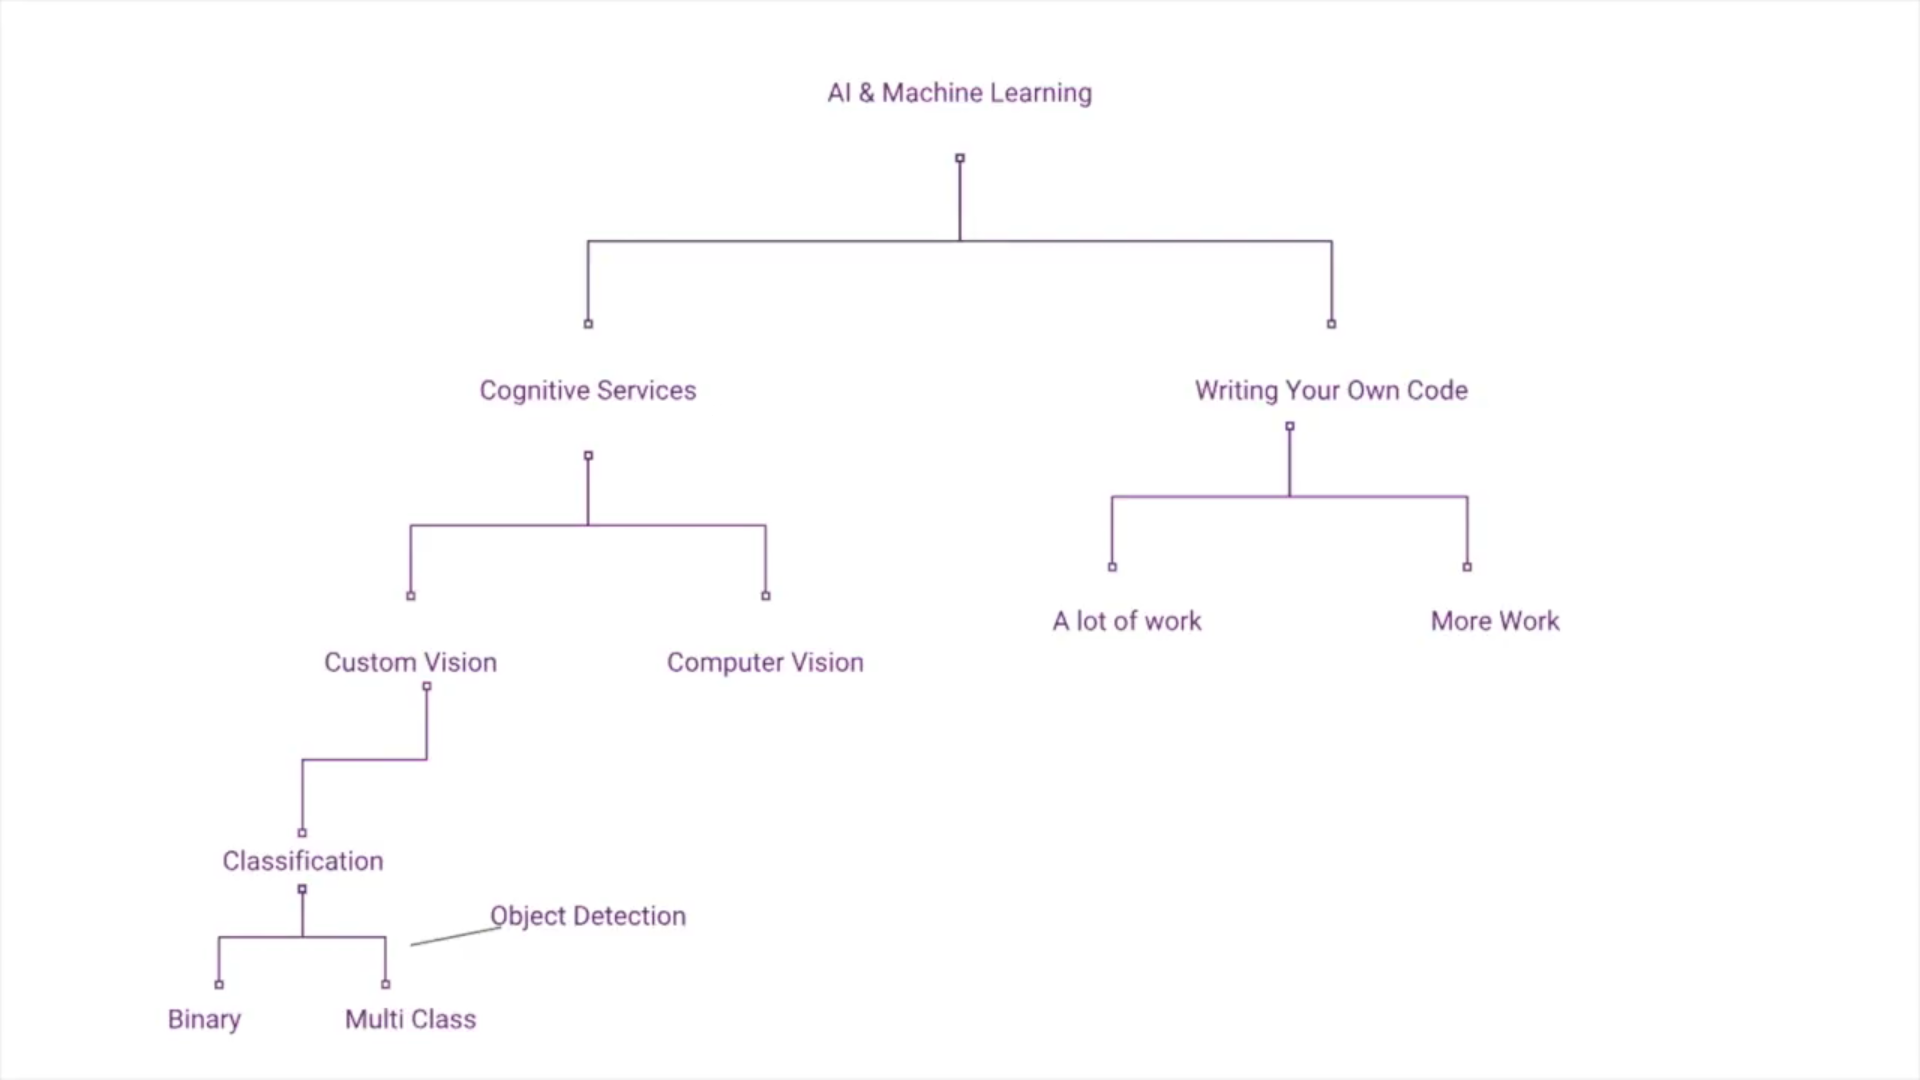 AI & Machine Learning
Cognitive Services
Writing Your Own Code
A lot of work
More Work
Custom Vision
Computer Vision
Classification
Object Detection
Binary
Multi Class